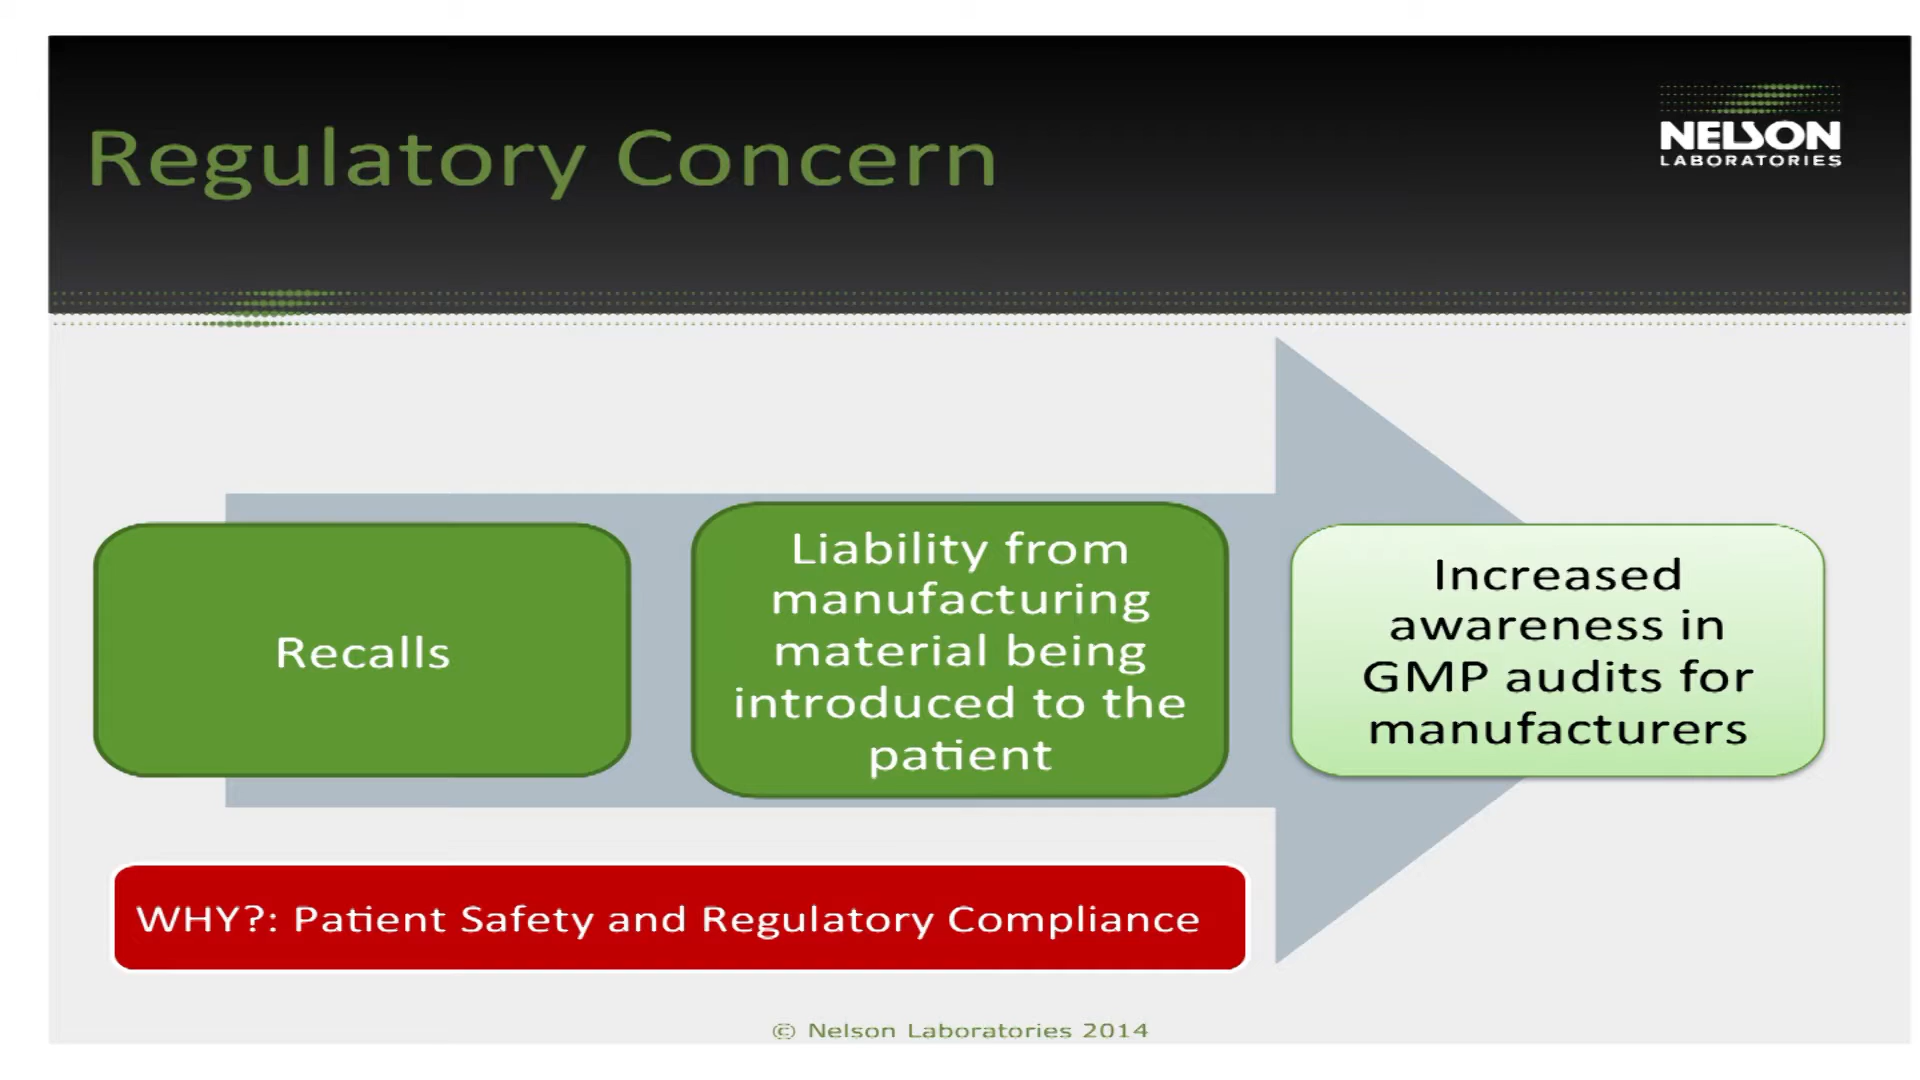 Regulatory Concern
NELSON
LABORATORIES
Recalls
Liability from
manufacturing
material being
introduced to the
patient
Increased
awareness in
GMP audits for
manufacturers
WHY?: Patient Safety and Regulatory Compliance
© Nelson Laboratories 2014